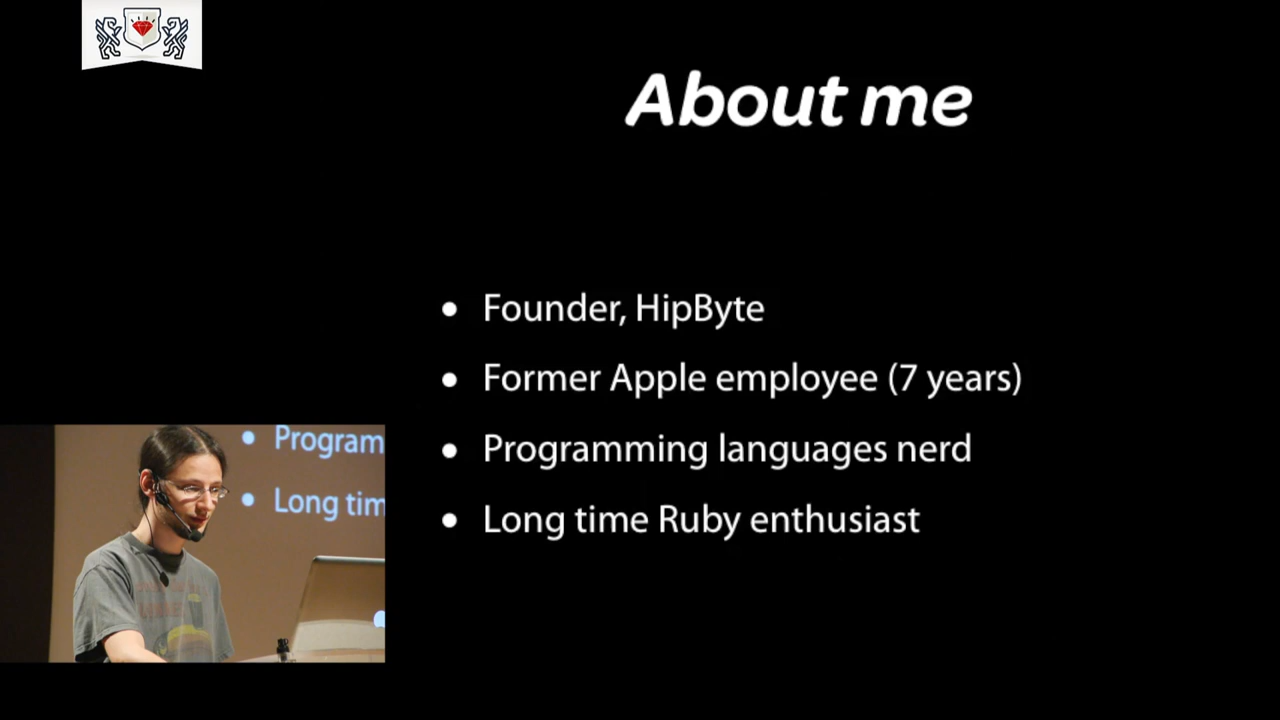 About me
• Founder, HipByte
• Former Apple employee (7 years)
• Programming languages nerd
• Long time Ruby enthusiast
• Program
• Long tim